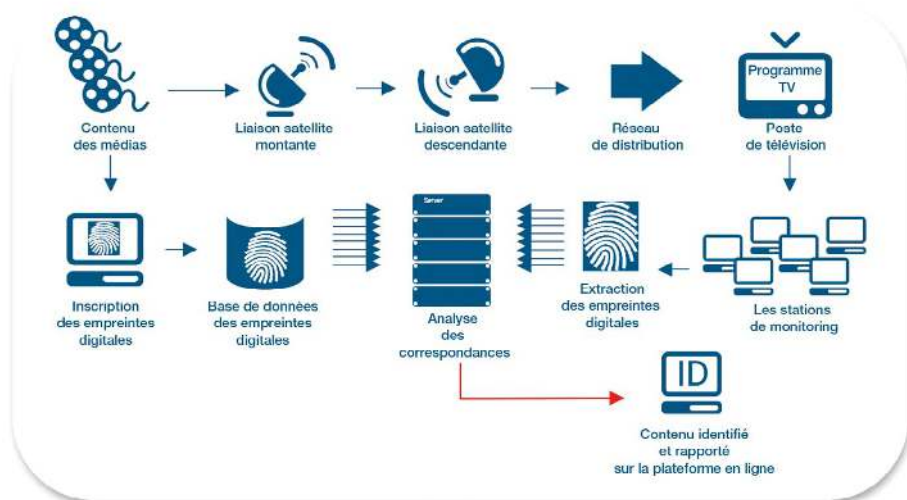 Programme
TV
Contenu
des médias
Liaison satellite
montante
Liaison satellite
descendante
Réseau
de distribution
Poste
de télévision
Server
Inscription
des empreintes
digitales
Base de données
des empreintes
digitales
Analyse
des
correspondances
Extraction
des empreintes
digitales
Les stations
de monitoring
ID
Contenu identifié
et rapporté
sur la plateforme en ligne